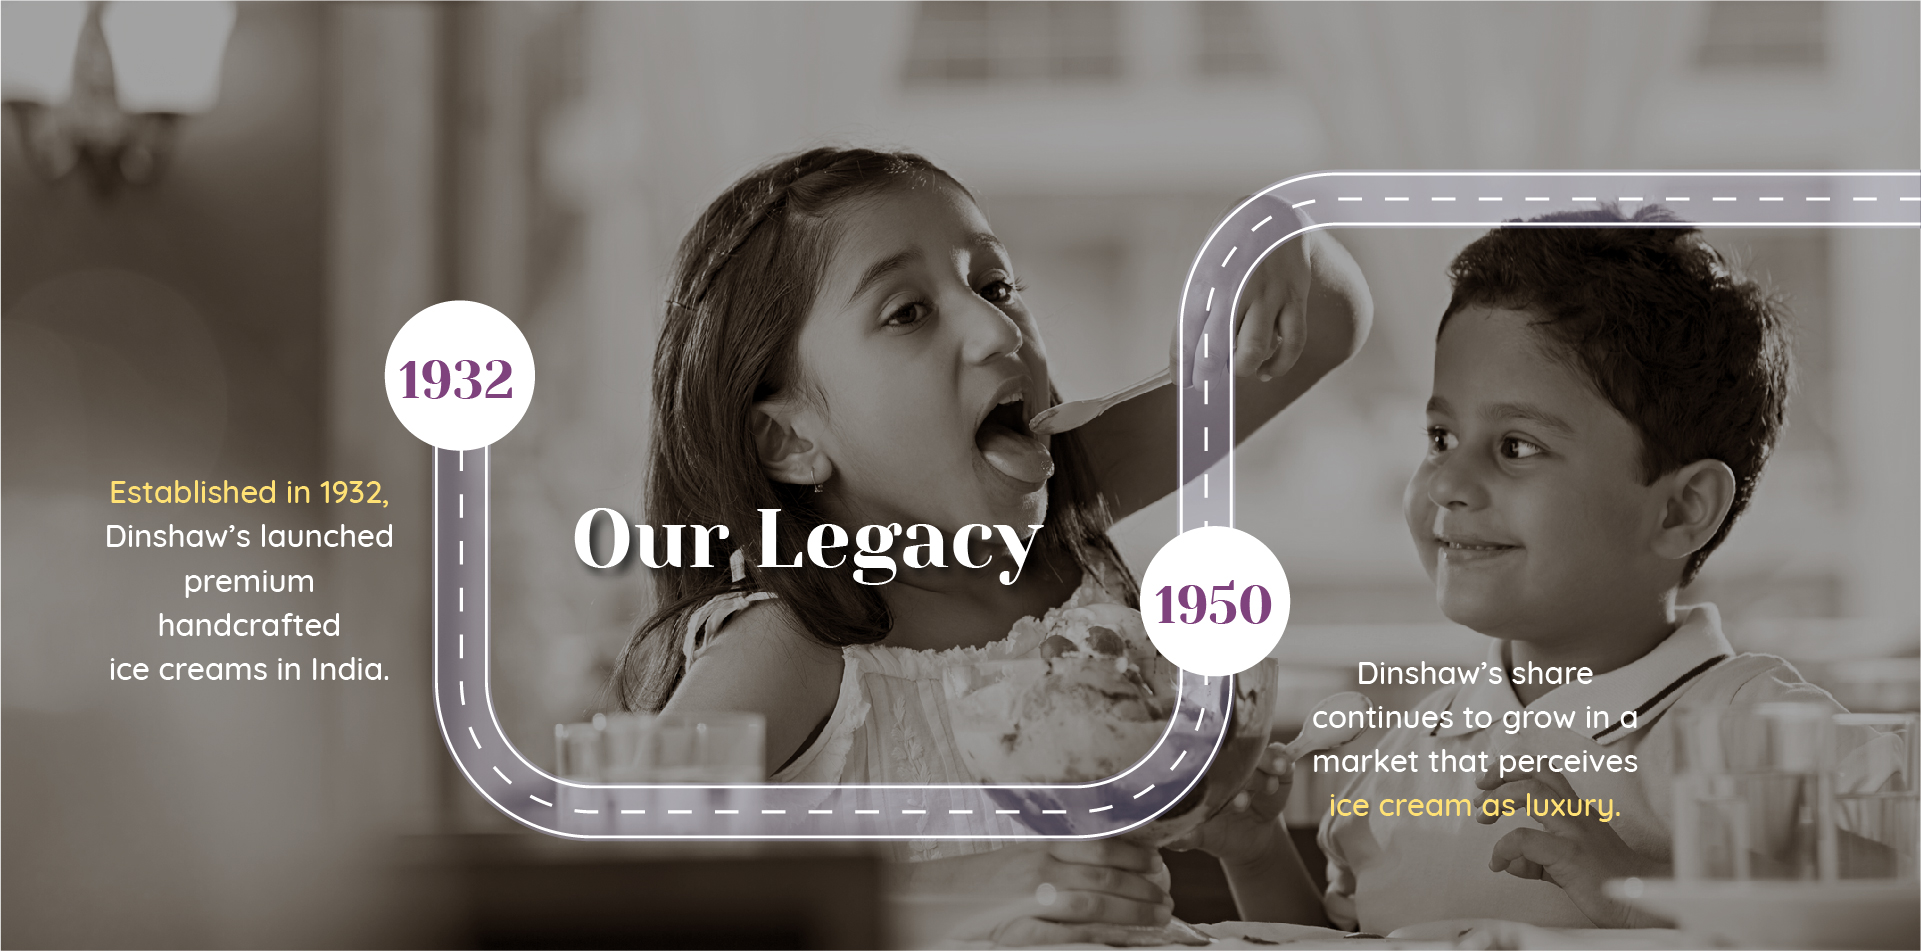 1932
Established in 1932,
Dinshaw’s launched
premium
handcrafted
ice creams in India.
Our Legacy
1950
Dinshaw’s share
continues to grow in a
market that perceives
ice cream as luxury.